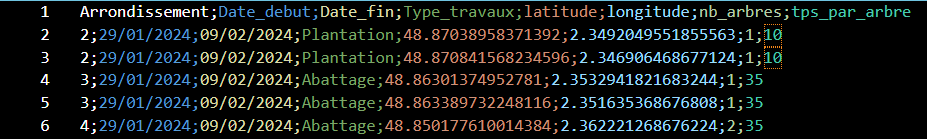 1 Arrondissement;Date_debut;Date_fin;Type_travaux;latitude;longitude;nb_arbres;tps_par_arbre
2 2;29/01/2024;09/02/2024;Plantation;48.87038958371392;2.3492049551855563;1;10
3 2;29/01/2024;09/02/2024;Plantation;48.870841568234596;2.346906468677124;1;10
4 3;29/01/2024;09/02/2024;Abattage;48.86301374952781;2.3532941821683244;1;35
5 3;29/01/2024;09/02/2024;Abattage;48.863389732248116;2.351635368676808;1;35
6 4;29/01/2024;09/02/2024;Abattage;48.850177610014384;2.362221268676224;2;35